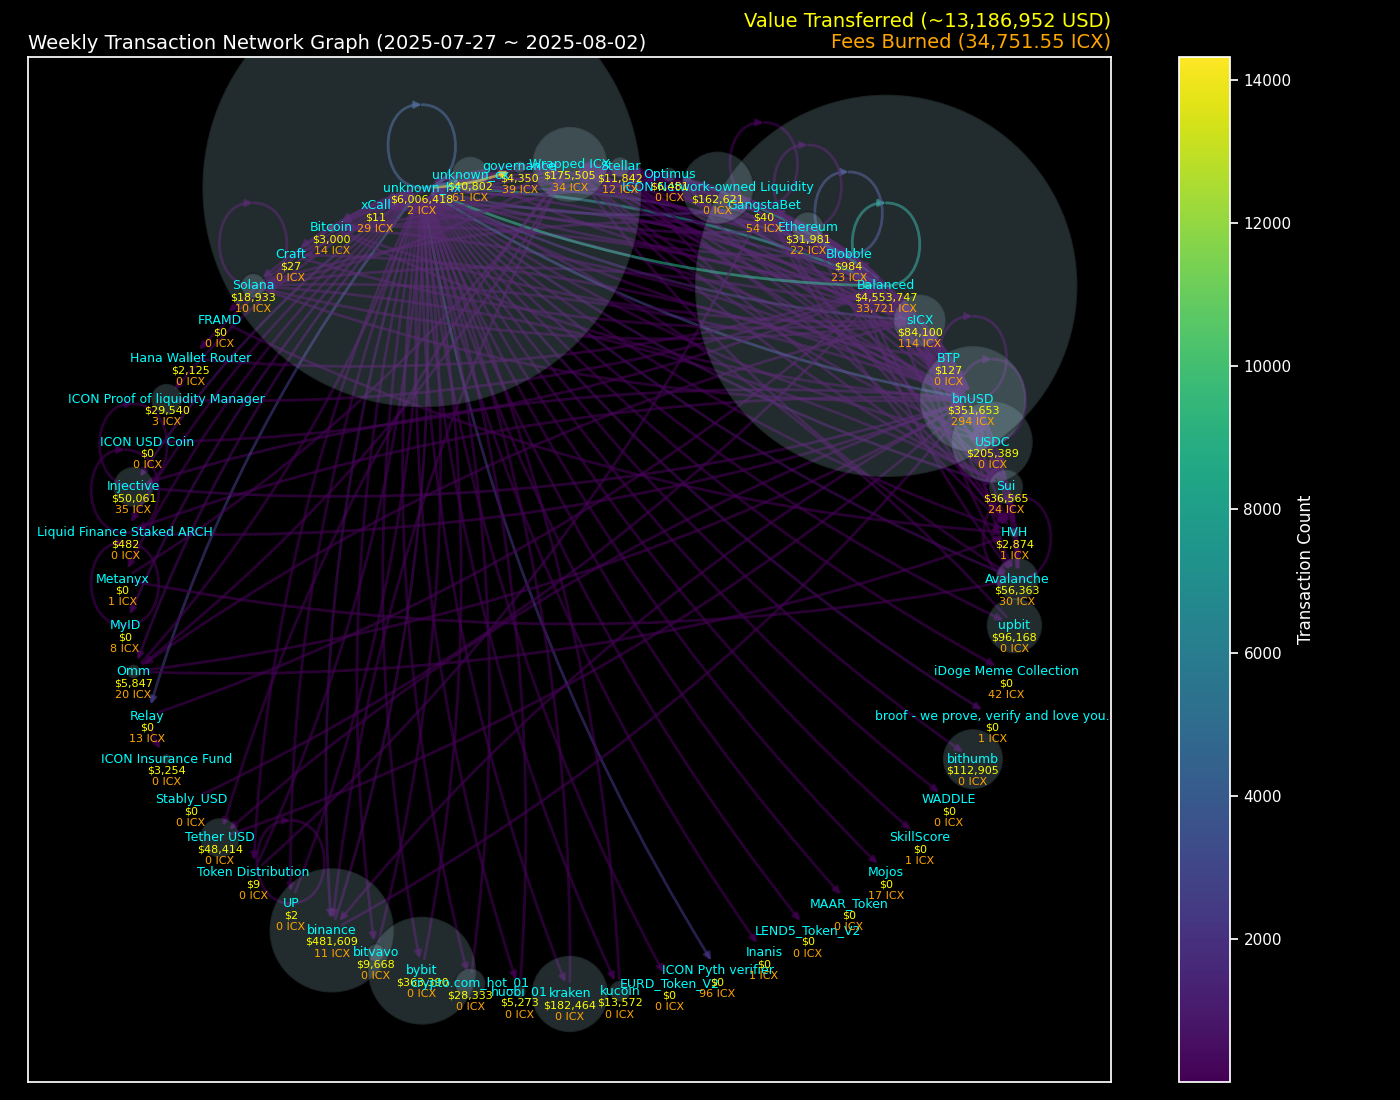 Value Transferred (~13,186,952 USD)
Weekly Transaction Network Graph (2025-07-27 ~ 2025-08-02)
Fees Burned (34,751.55 ICX)
governance
$4,350
39 ICX
Wrapped ICX
$175,505
34 ICX
Stellar
$11,842
12 ICX
Optimus
$6,481
0 ICX
ICON Network-owned Liquidity
$162,621
0 ICX
$40,802
61 ICX
unknown_hx
$6,006,418
2 ICX
xCall
$11
29 ICX
GangstaBet
$40
54 ICX
Bitcoin
$3,000
14 ICX
Ethereum
$31,981
22 ICX
Craft
$27
0 ICX
Blobble
$984
23 ICX
Solana
$18,933
10 ICX
Balanced
$4,553,747
33,721 ICX
FRAMD
$0
0 ICX
sICX
$84,100
114 ICX
Hana Wallet Router
$2,125
0 ICX
BTP
$127
0 ICX
ICON Proof of liquidity Manager
$29,540
3 ICX
bnUSD
$351,653
294 ICX
ICON USD Coin
$0
0 ICX
USDC
$205,389
0 ICX
Injective
$50,061
35 ICX
Sui
$36,565
24 ICX
Liquid Finance Staked ARCH
$482
0 ICX
HVH
$2,874
1 ICX
Metanyx
$0
1 ICX
Avalanche
$56,363
30 ICX
MyID
$0
8 ICX
upbit
$96,168
0 ICX
Omm
$5,847
20 ICX
iDoge Meme Collection
$0
42 ICX
Relay
$0
13 ICX
broof - we prove, verify and love you.
$0
1 ICX
ICON Insurance Fund
$3,254
0 ICX
bithumb
$112,905
0 ICX
Stably_USD
$0
0 ICX
WADDLE
$0
0 ICX
Tether USD
$48,414
0 ICX
SkillScore
$0
1 ICX
Token Distribution
$9
0 ICX
Mojos
$0
17 ICX
UP
$2
0 ICX
MAAR_Token
$0
0 ICX
binance
$481,609
11 ICX
LEND5_Token_V2
$0
0 ICX
bitvavo
$9,668
0 ICX
Inanis
$0
1 ICX
bybit
$363,390
0 ICX
ICON Pyth verifier
$0
96 ICX
crypto.com_hot_01
$28,333
0 ICX
huobi_01
$5,273
0 ICX
kraken
$182,464
0 ICX
kucoin
$13,572
0 ICX
EURD_Token_V2
$0
0 ICX
14000
12000
10000
8000
6000
4000
2000
Transaction Count